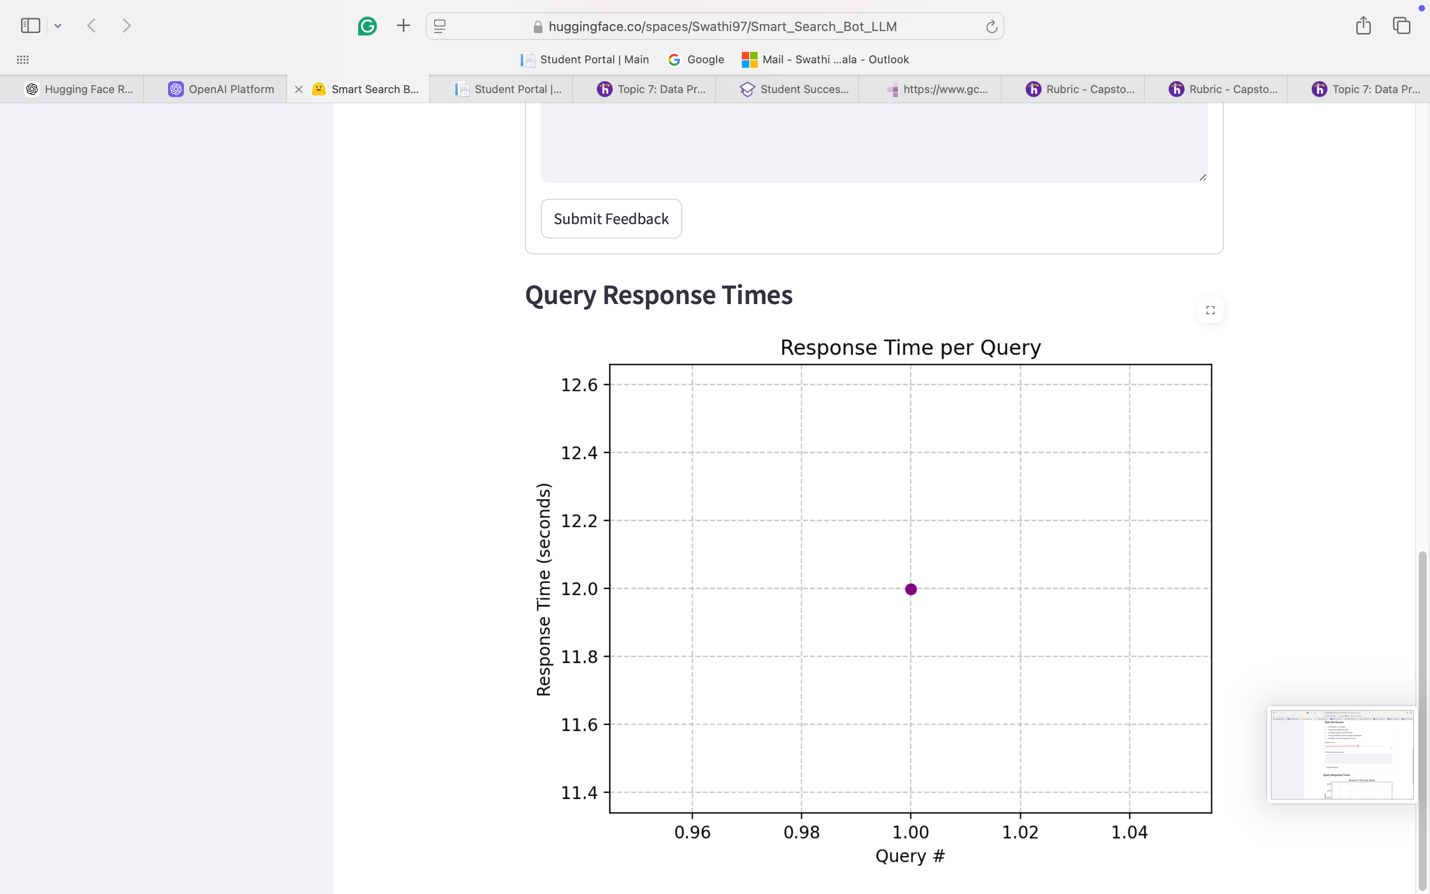 huggingface.co/spaces/Swathi97/Smart_Search_Bot_LLM
Student Portal | Main
Google
Mail - Swathi ...ala - Outlook
Hugging Face R...
OpenAI Platform
Smart Search B...
Student Portal |...
Topic 7: Data Pr...
Student Succes...
https://www.gc...
Rubric - Capsto...
Rubric - Capsto...
Topic 7: Data Pr...
Submit Feedback
Query Response Times
Response Time per Query
Response Time (seconds)
12.6
12.4
12.2
12.0
11.8
11.6
11.4
0.96 0.98 1.00 1.02 1.04
Query #